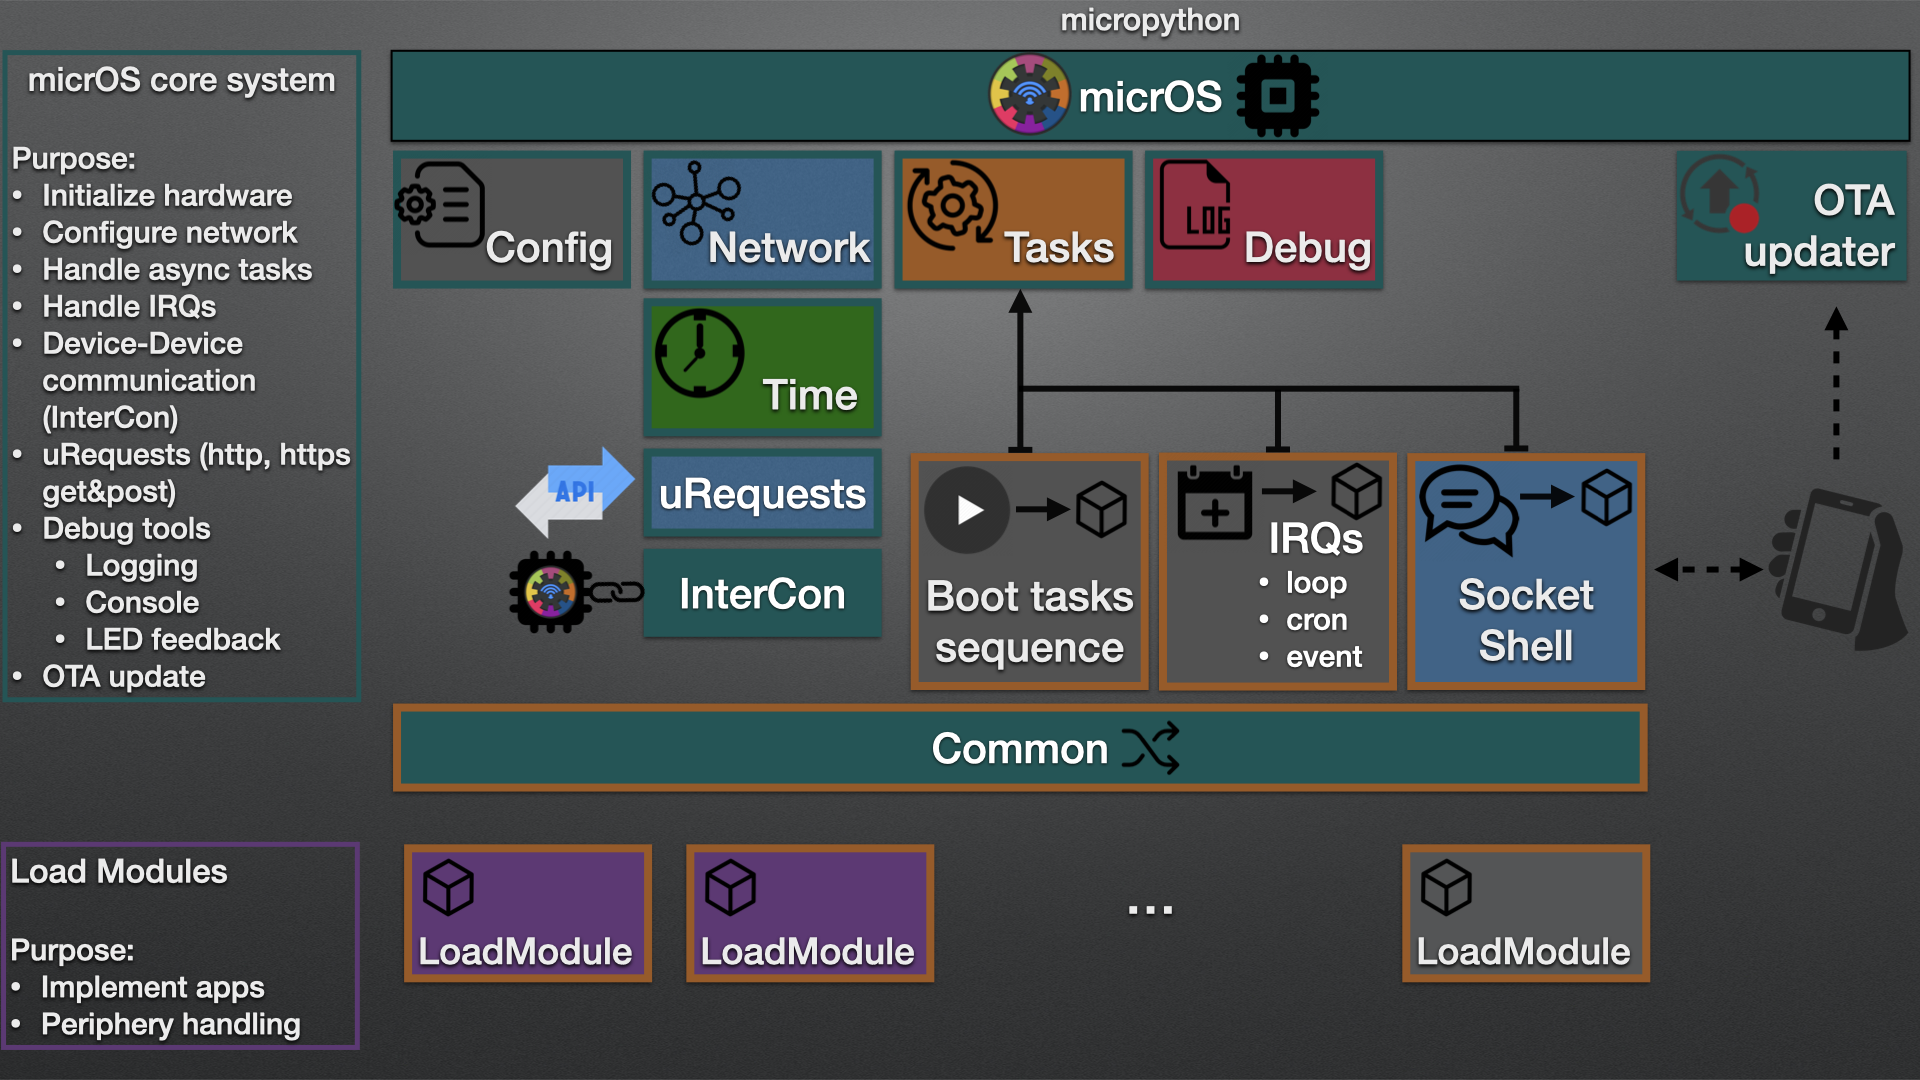 micropython
micrOS
micrOS core system
Purpose:
• Initialize hardware
• Configure network
• Handle async tasks
• Handle IRQs
• Device-Device
communication
(InterCon)
• uRequests (http, https
get&post)
• Debug tools
• Logging
• Console
• LED feedback
• OTA update
Config
Network
Tasks
LOG
Debug
OTA
updater
Time
API
uRequests
InterCon
Boot tasks
sequence
IRQs
• loop
• cron
• event
Socket
Shell
Common
Load Modules
Purpose:
• Implement apps
• Periphery handling
LoadModule
LoadModule
...
LoadModule